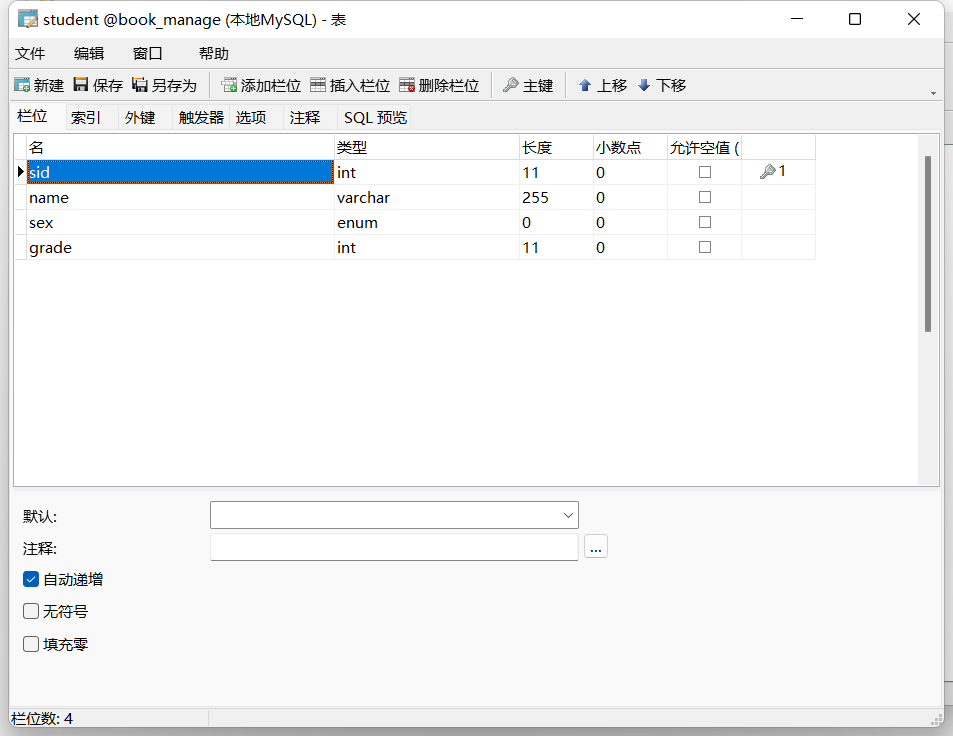 student @book_manage (本地MySQL) - 表
文件 编辑 窗口 帮助
新建 保存 另存为 添加栏位 插入栏位 删除栏位 主键 上移 下移
栏位 索引 外键 触发器 选项 注释 SQL 预览
名 类型 长度 小数点 允许空值 (
sid int 11 0 1
name varchar 255 0
sex enum 0 0
grade int 11 0
默认:
注释: ...
自动递增
无符号
填充零
栏位数: 4